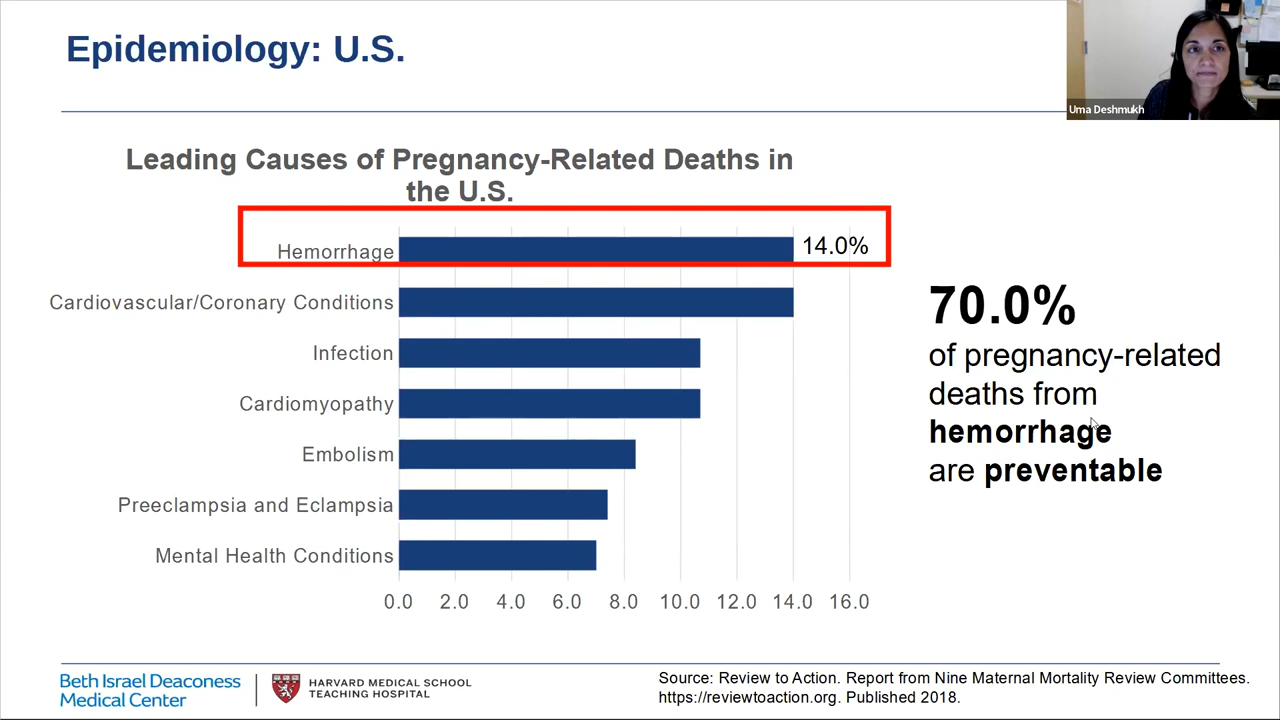 Epidemiology: U.S.
Uma Deshmukh
Leading Causes of Pregnancy-Related Deaths in
the U.S.
Hemorrhage
14.0%
Cardiovascular/Coronary Conditions
Infection
Cardiomyopathy
Embolism
Preeclampsia and Eclampsia
Mental Health Conditions
0.0 2.0 4.0 6.0 8.0 10.0 12.0 14.0 16.0
70.0%
of pregnancy-related
deaths from
hemorrhage
are preventable
Beth Israel Deaconess
Medical Center
HARVARD MEDICAL SCHOOL
TEACHING HOSPITAL
Source: Review to Action. Report from Nine Maternal Mortality Review Committees.
https://reviewtoaction.org. Published 2018.